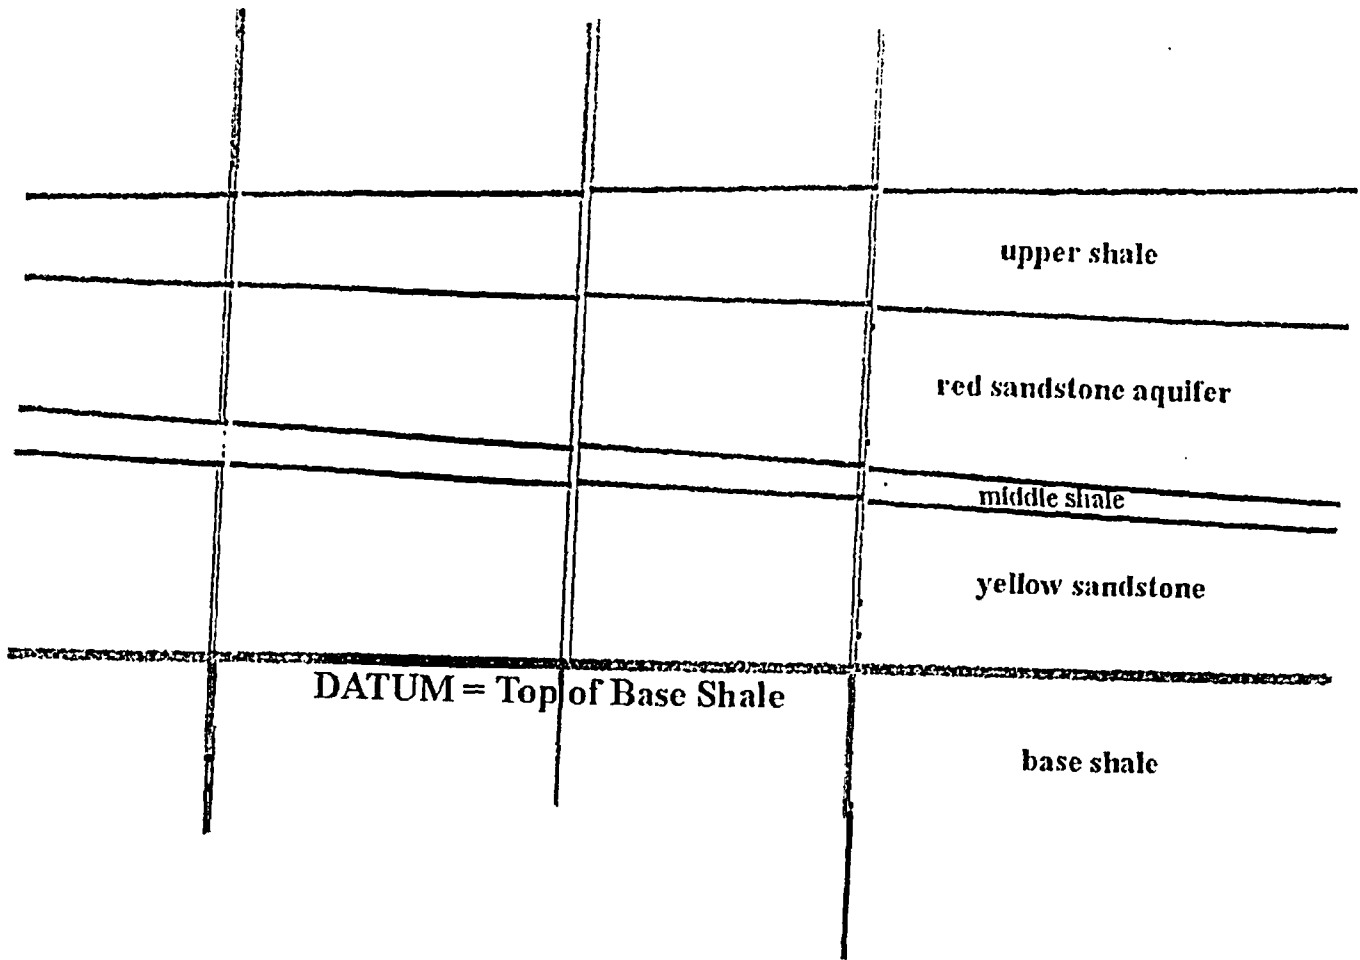 upper shale
red sandstone aquifer
middle shale
yellow sandstone
DATUM = Top of Base Shale
base shale